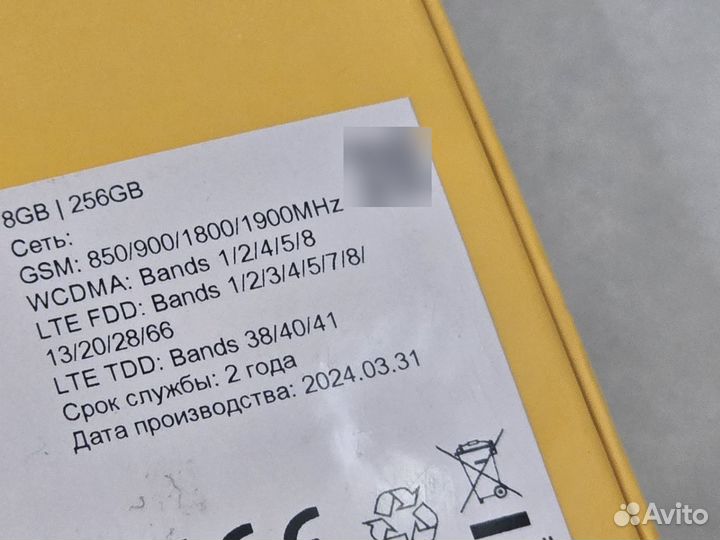 8GB | 256GB
Сеть:
GSM: 850/900/1800/1900MHz
WCDMA: Bands 1/2/4/5/8
LTE FDD: Bands 1/2/3/4/5/7/8/
13/20/28/66
LTE TDD: Bands 38/40/41
Срок службы: 2 года
Дата производства: 2024.03.31
Avito